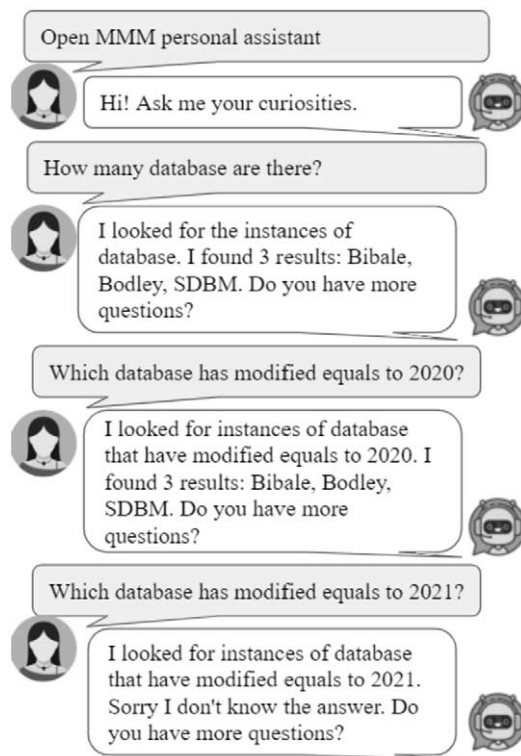 Open MMM personal assistant
Hi! Ask me your curiosities.
How many database are there?
I looked for the instances of
database. I found 3 results: Bibale,
Bodley, SDBM. Do you have more
questions?
Which database has modified equals to 2020?
I looked for instances of database
that have modified equals to 2020. I
found 3 results: Bibale, Bodley,
SDBM. Do you have more
questions?
Which database has modified equals to 2021?
I looked for instances of database
that have modified equals to 2021.
Sorry I don't know the answer. Do
you have more questions?